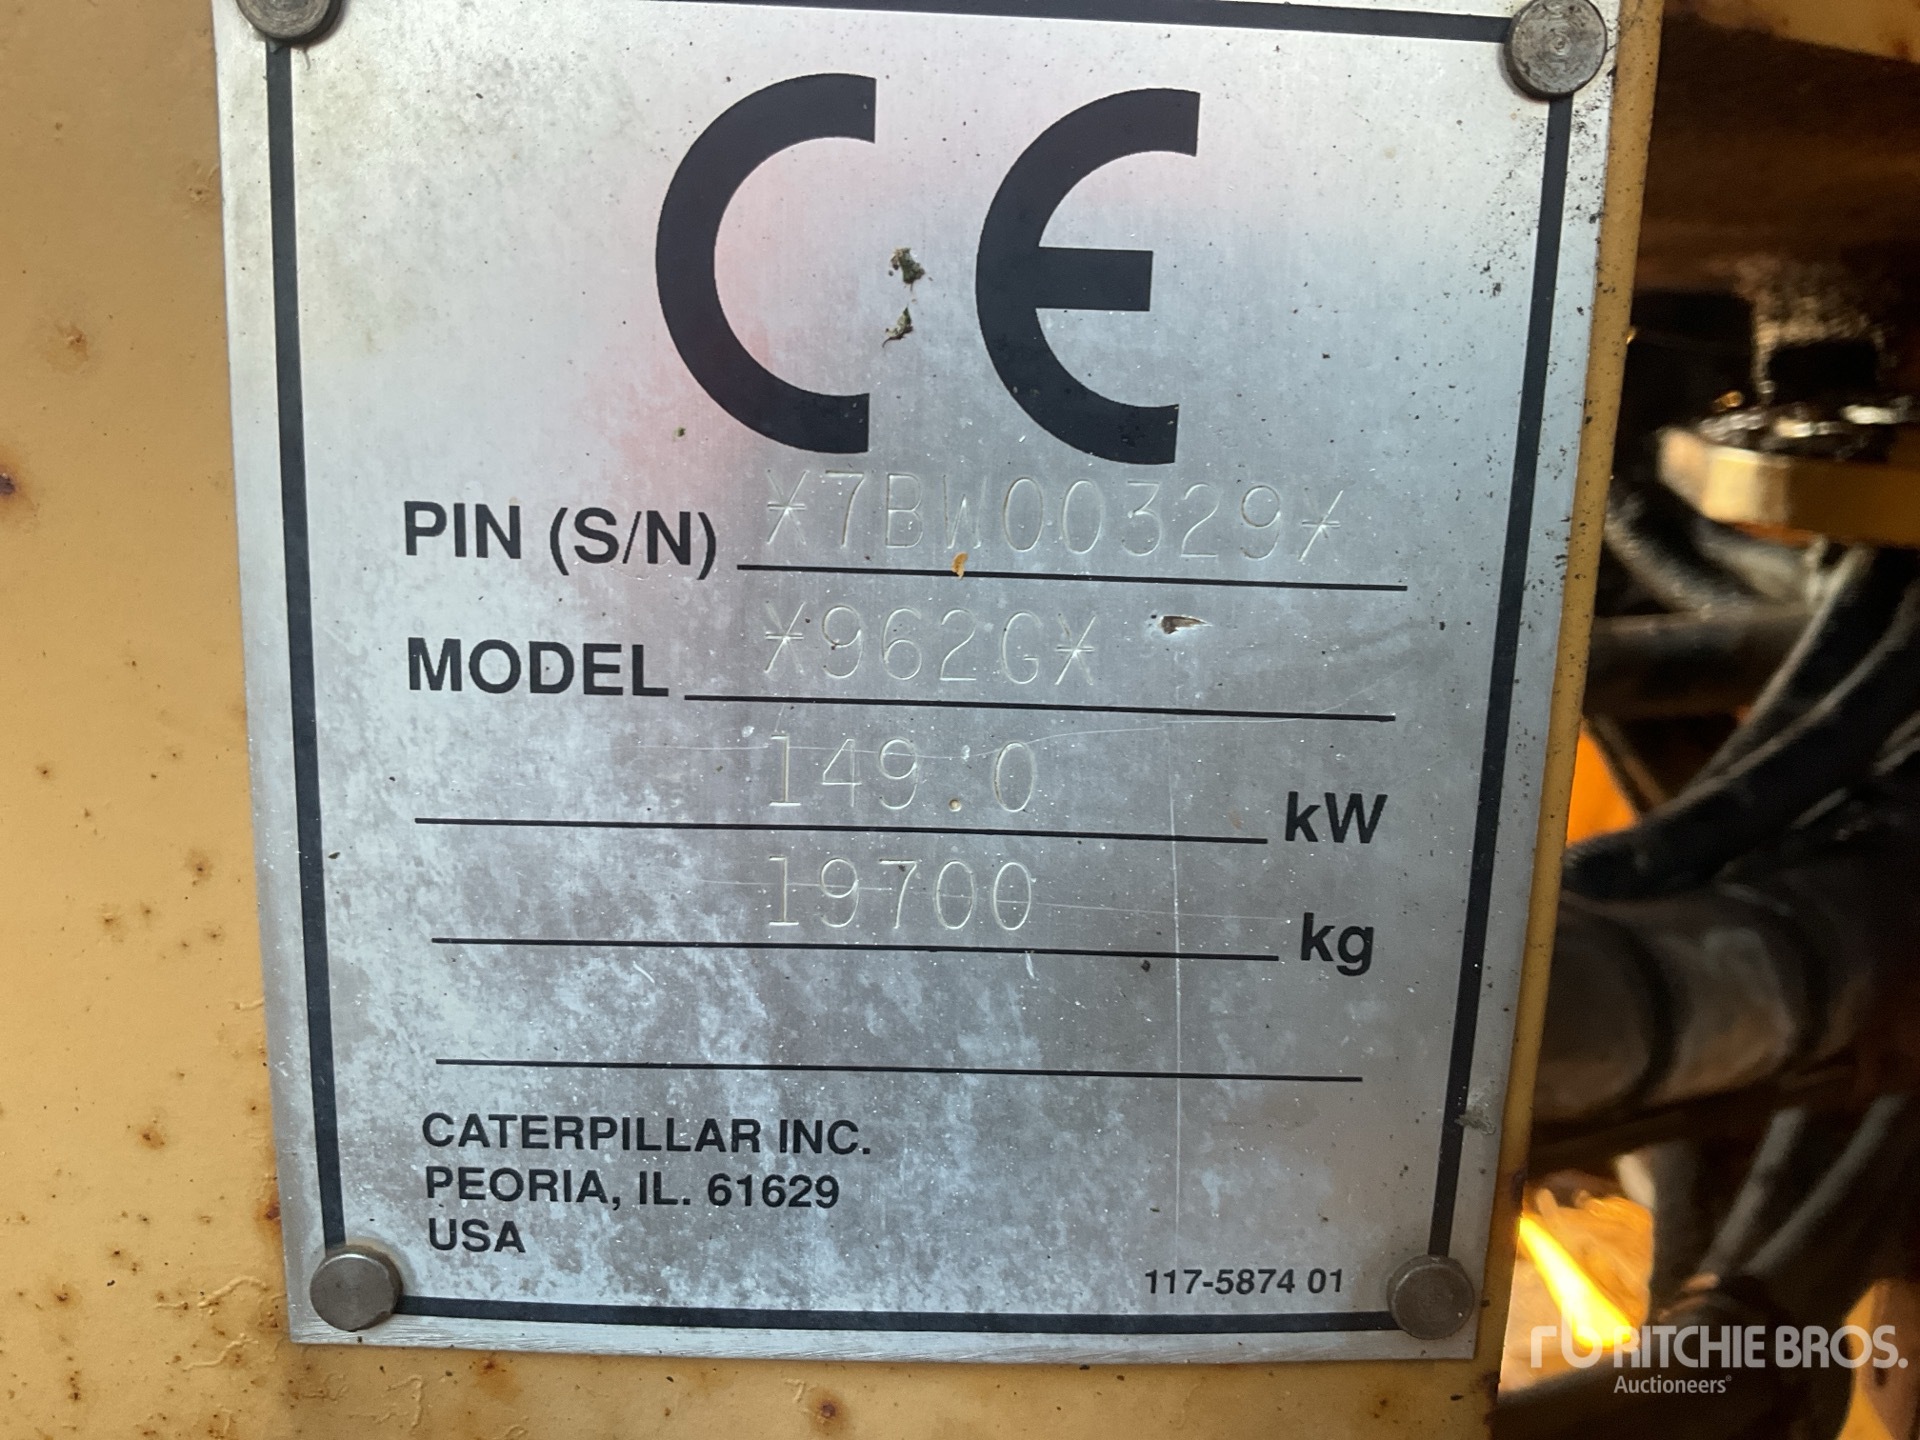 CE
PIN (S/N) *7BW00329*
MODEL *962G*
149.0 kW
19700 kg
CATERPILLAR INC.
PEORIA, IL. 61629
USA
117-5874 01
RITCHIE BROS.
Auctioneers